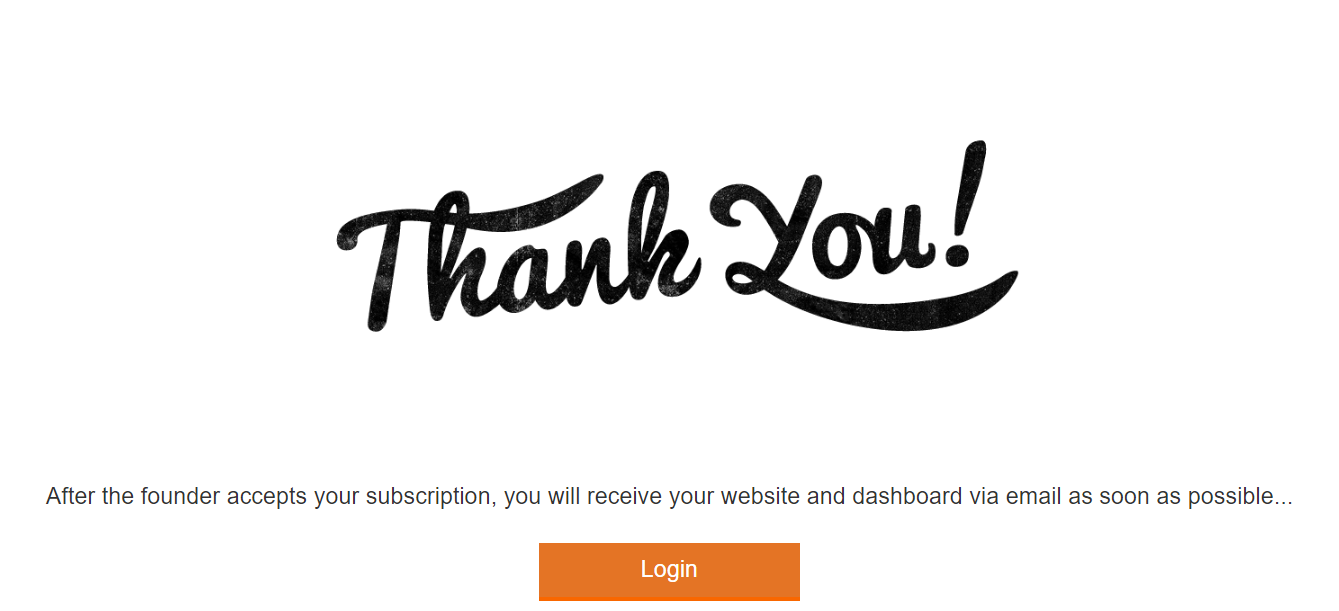 Thank You!
After the founder accepts your subscription, you will receive your website and dashboard via email as soon as possible...
Login